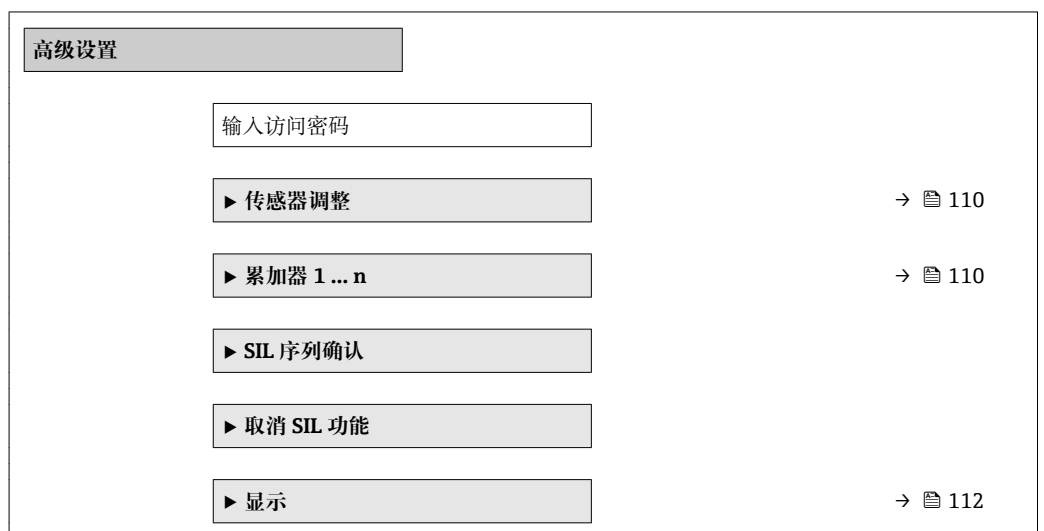 高级设置
输入访问密码
▶ 传感器调整 → 🖺 110
▶ 累加器 1 ... n → 🖺 110
▶ SIL 序列确认
▶ 取消 SIL 功能
▶ 显示 → 🖺 112